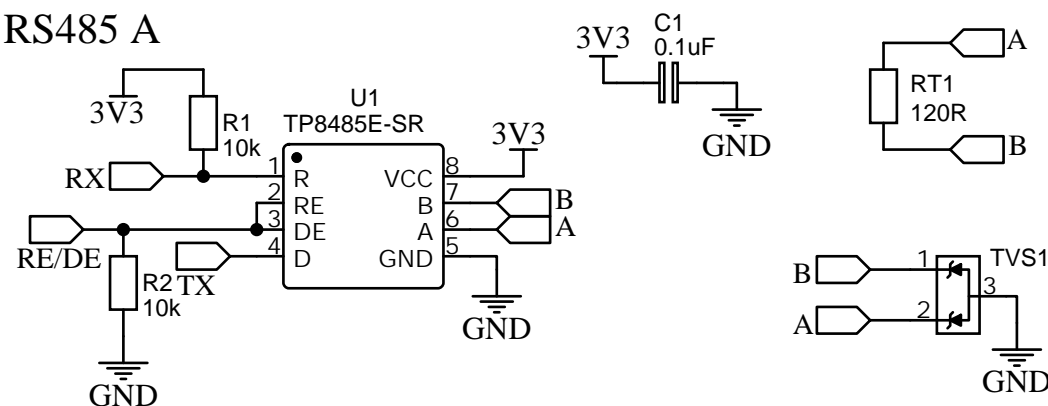 RS485 A
3V3
R1
10k
RX
RE/DE
R2
10k
TX
GND
U1
TP8485E-SR
1
2
3
4
R
RE
DE
D
VCC
B
A
GND
8
7
6
5
3V3
B
A
GND
C1
0.1uF
3V3
GND
RT1
120R
A
B
TVS1
B
A
1
2
3
GND